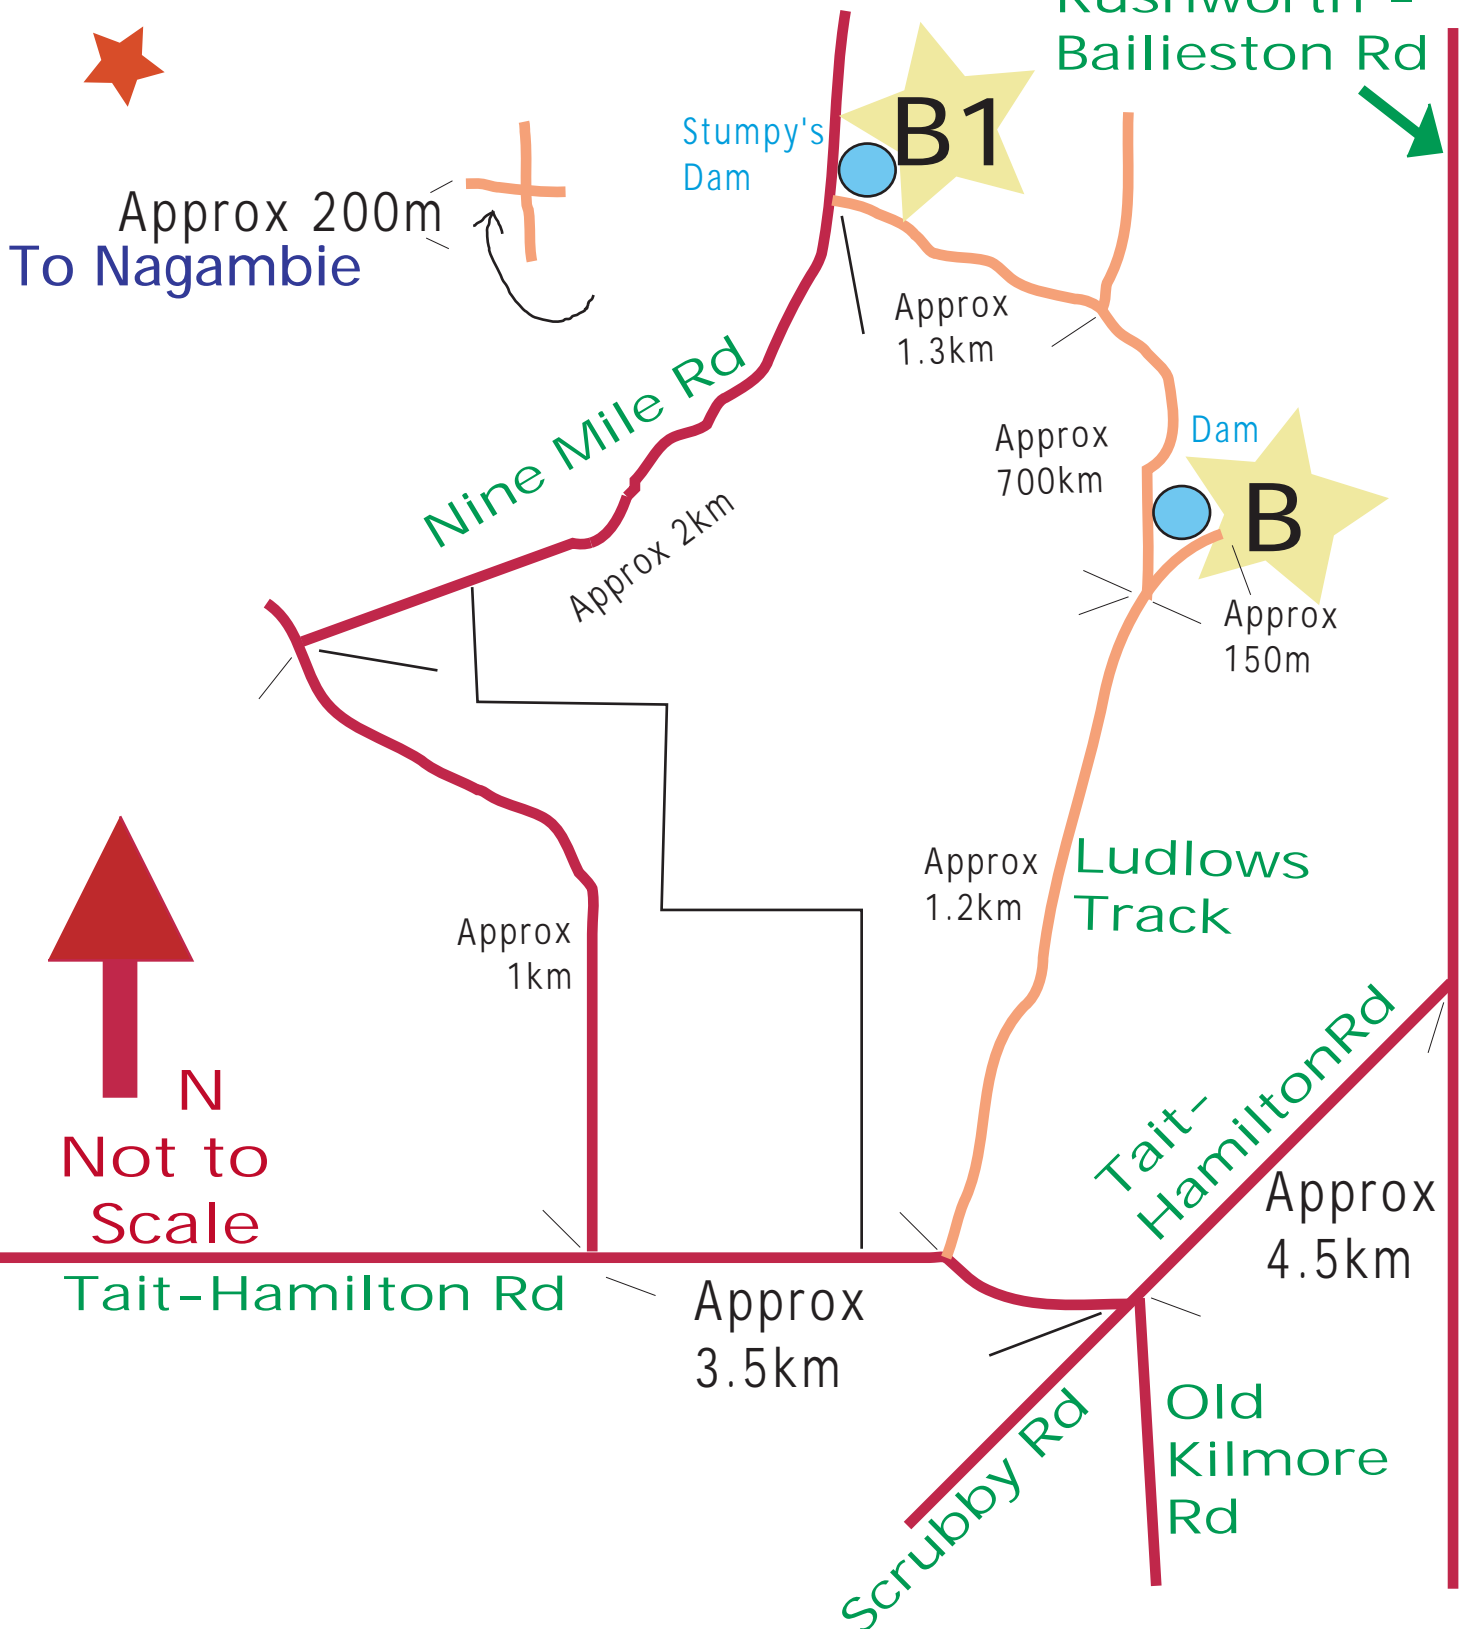 Rushworth -
Bailieston Rd
B1
Stumpy's
Dam
Approx 200m
To Nagambie
Approx
1.3km
Nine Mile Rd
Approx
700km
Dam
B
Approx 2km
Approx
150m
Approx
1.2km
Ludlows
Track
Approx
1km
N
Not to
Scale
Tait-Hamilton Rd
Tait-
HamiltonRd
Approx
4.5km
Approx
3.5km
Scrubby Rd
Old
Kilmore
Rd